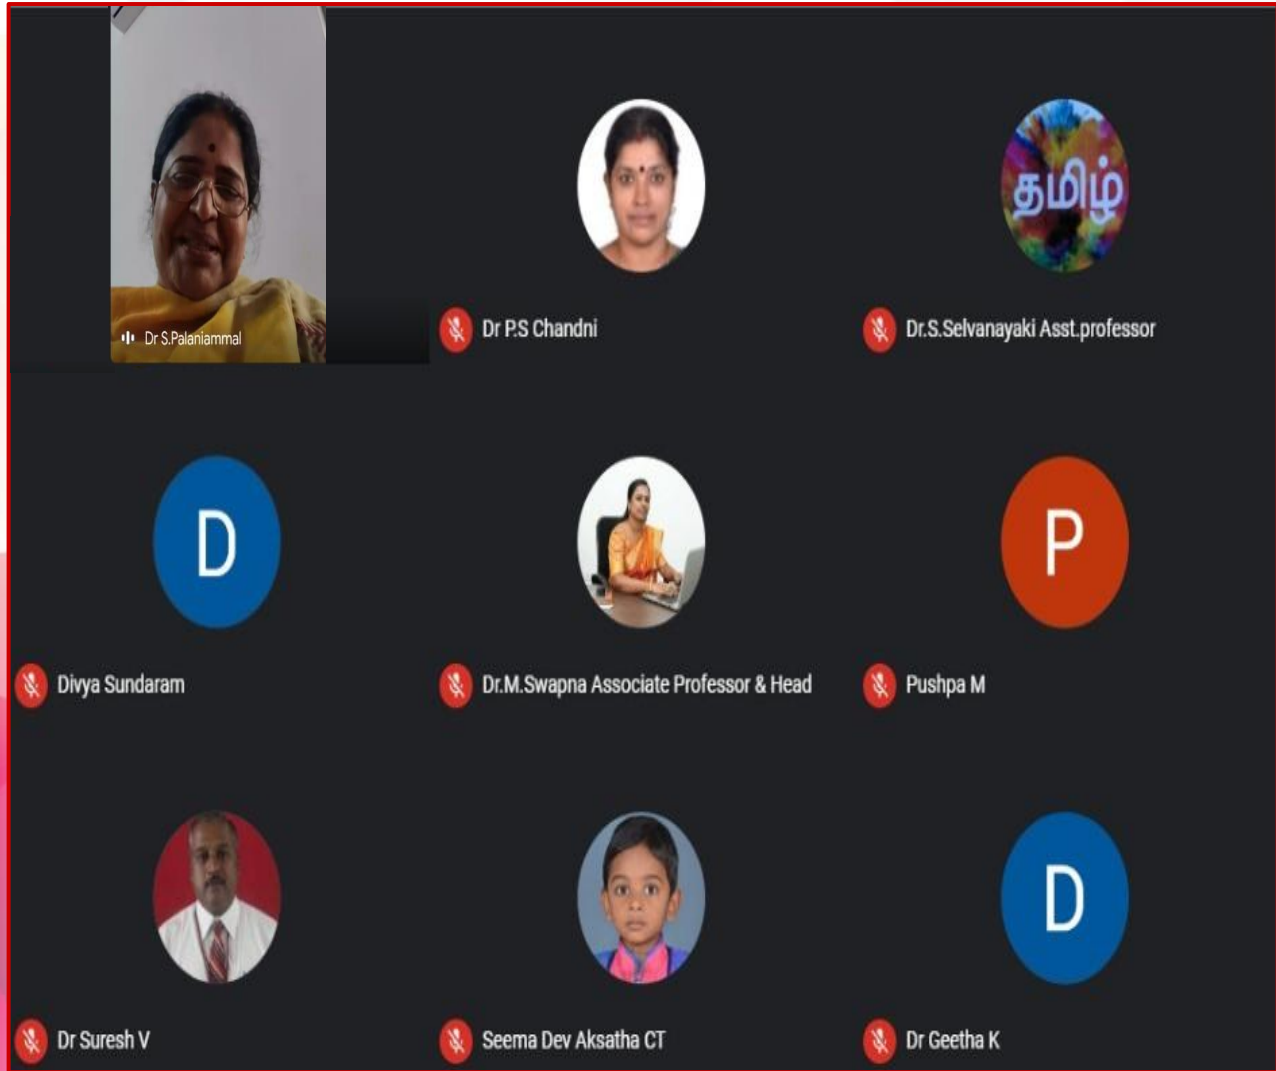 Dr S.Palaniammal
Dr P.S Chandni
தமிழ்
Dr.S.Selvanayaki Asst.professor
D
Divya Sundaram
Dr.M.Swapna Associate Professor & Head
P
Pushpa M
Dr Suresh V
Seema Dev Aksatha CT
D
Dr Geetha K